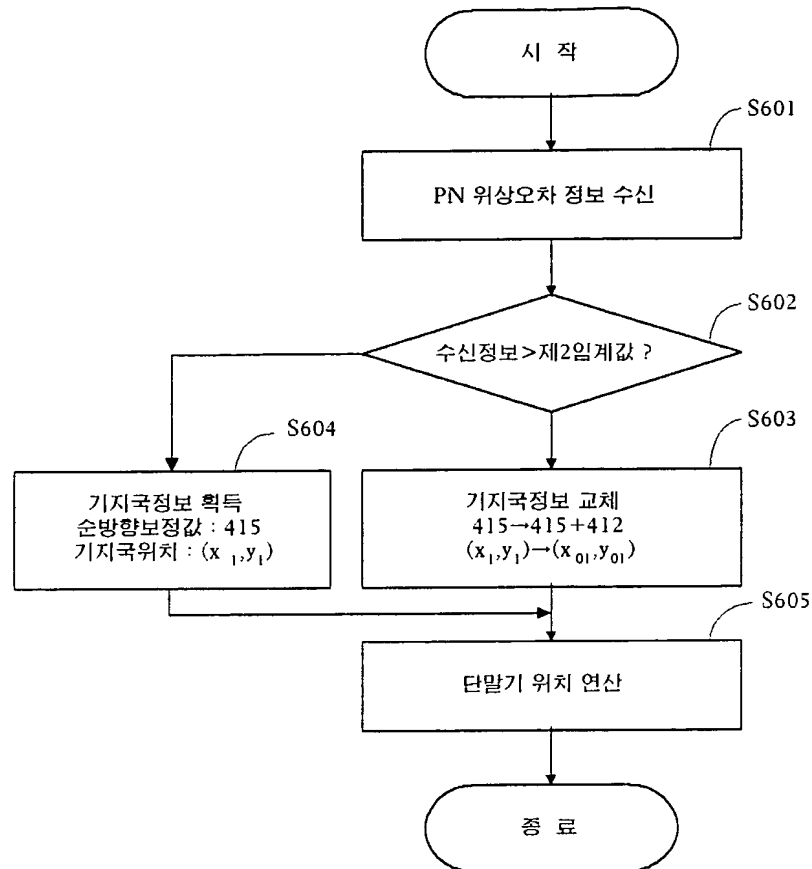 시 작
S601
PN 위상오차 정보 수신
S602
수신정보>제2임계값 ?
S604
기지국정보 획득
순방향보정값 : 415
기지국위치 : (x ₁,y₁)
S603
기지국정보 교체
415→415+412
(x₁,y₁)→(x₀₁,y₀₁)
S605
단말기 위치 연산
종 료